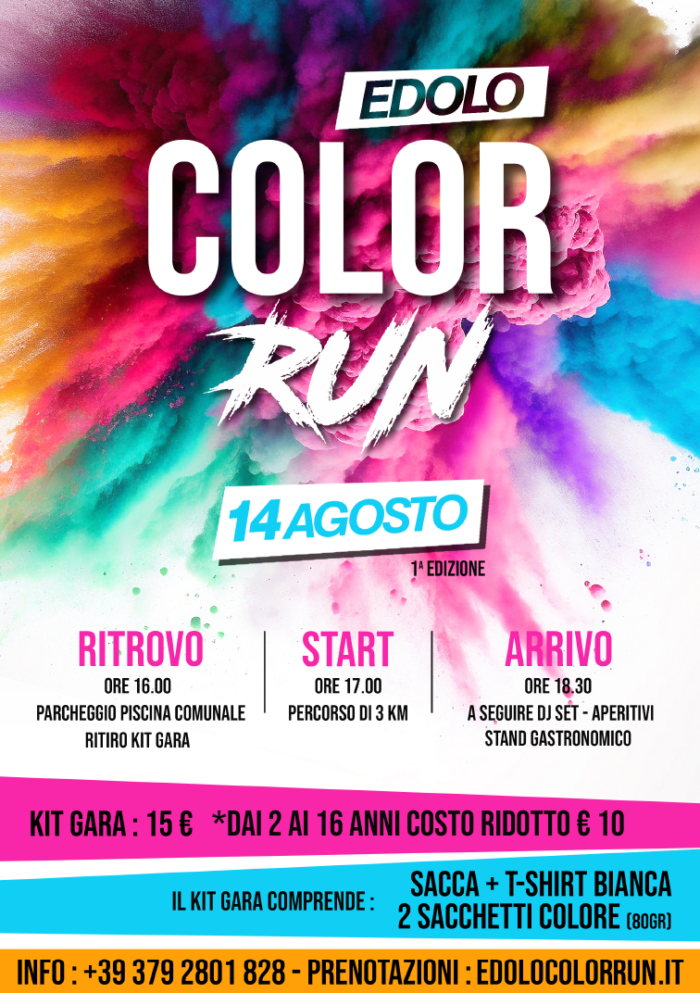 EDOLO
COLOR
RUN
14 AGOSTO
1ª EDIZIONE
RITROVO
ORE 16.00
PARCHEGGIO PISCINA COMUNALE
RITIRO KIT GARA
START
ORE 17.00
PERCORSO DI 3 KM
ARRIVO
ORE 18.30
A SEGUIRE DJ SET - APERITIVI
STAND GASTRONOMICO
KIT GARA : 15 € *DAI 2 AI 16 ANNI COSTO RIDOTTO € 10
IL KIT GARA COMPRENDE :
SACCA + T-SHIRT BIANCA
2 SACCHETTI COLORE (80GR)
INFO : +39 379 2801 828 - PRENOTAZIONI : EDOLOCOLORRUN.IT